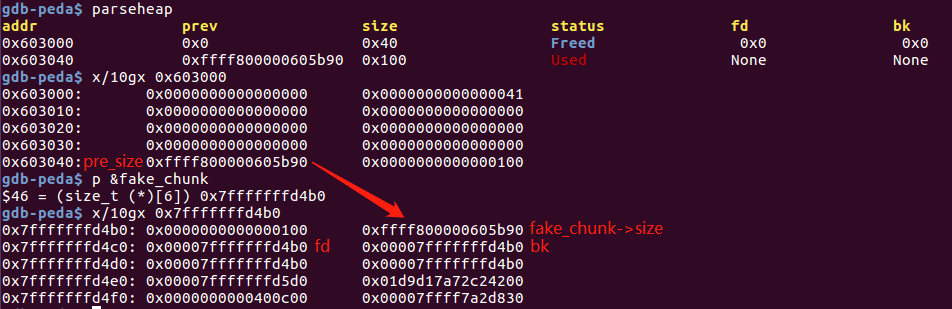 gdb-peda$ parseheap
addr prev size status fd bk
0x603000 0x0 0x40 Freed 0x0 0x0
0x603040 0xffff800000605b90 0x100 Used None None
gdb-peda$ x/10gx 0x603000
0x603000: 0x0000000000000000 0x0000000000000041
0x603010: 0x0000000000000000 0x0000000000000000
0x603020: 0x0000000000000000 0x0000000000000000
0x603030: 0x0000000000000000 0x0000000000000000
0x603040: pre_size 0xffff800000605b90 0x0000000000000100
gdb-peda$ p &fake_chunk
$46 = (size_t (*)[6]) 0x7fffffffd4b0
gdb-peda$ x/10gx 0x7fffffffd4b0
0x7fffffffd4b0: 0x0000000000000100 0xffff800000605b90 fake_chunk->size
0x7fffffffd4c0: 0x00007fffffffd4b0 fd 0x00007fffffffd4b0 bk
0x7fffffffd4d0: 0x00007fffffffd4b0 0x00007fffffffd4b0
0x7fffffffd4e0: 0x00007fffffffd5d0 0x01d9d17a72c24200
0x7fffffffd4f0: 0x0000000000400c00 0x00007ffff7a2d830